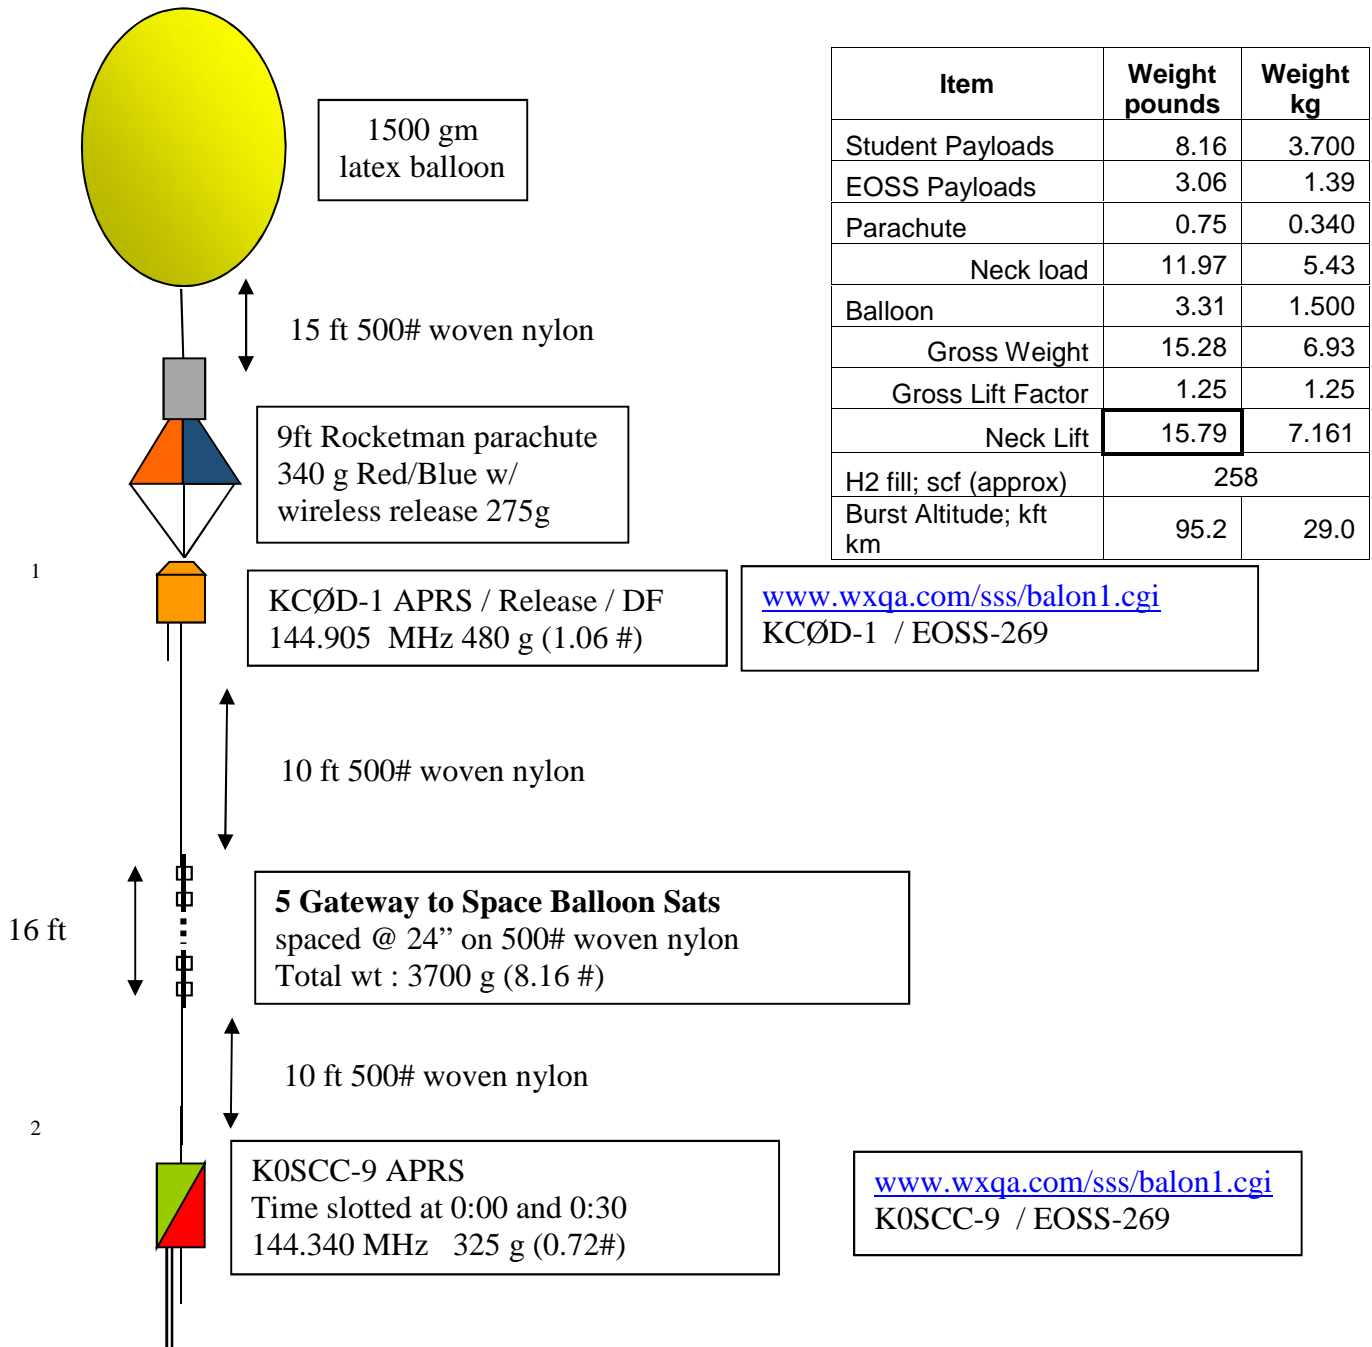 1500 gm
latex balloon
Item Weight pounds Weight kg
Student Payloads 8.16 3.700
EOSS Payloads 3.06 1.39
Parachute 0.75 0.340
Neck load 11.97 5.43
Balloon 3.31 1.500
Gross Weight 15.28 6.93
Gross Lift Factor 1.25 1.25
Neck Lift 15.79 7.161
H2 fill; scf (approx) 258
Burst Altitude; kft
km 95.2 29.0
15 ft 500# woven nylon
9ft Rocketman parachute
340 g Red/Blue w/
wireless release 275g
1
KCØD-1 APRS / Release / DF
144.905 MHz 480 g (1.06 #)
www.wxqa.com/sss/balon1.cgi
KCØD-1 / EOSS-269
10 ft 500# woven nylon
16 ft
5 Gateway to Space Balloon Sats
spaced @ 24” on 500# woven nylon
Total wt : 3700 g (8.16 #)
10 ft 500# woven nylon
2
K0SCC-9 APRS
Time slotted at 0:00 and 0:30
144.340 MHz 325 g (0.72#)
www.wxqa.com/sss/balon1.cgi
K0SCC-9 / EOSS-269